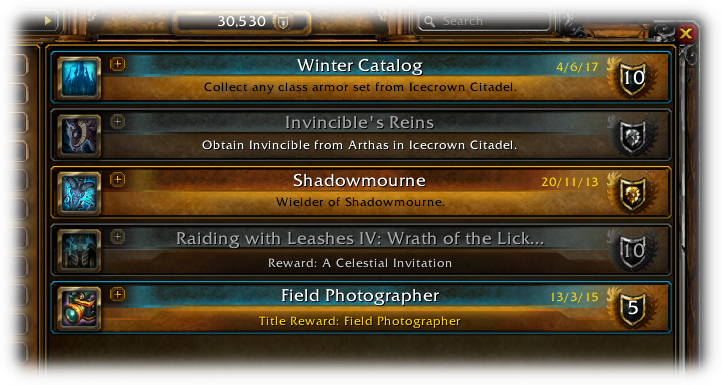 30,530
Search
Winter Catalog
4/6/17
10
Collect any class armor set from Icecrown Citadel.
Invincible's Reins
Obtain Invincible from Arthas in Icecrown Citadel.
Shadowmourne
20/11/13
Wielder of Shadowmourne.
Raiding with Leashes IV: Wrath of the Lick...
10
Reward: A Celestial Invitation
Field Photographer
13/3/15
5
Title Reward: Field Photographer